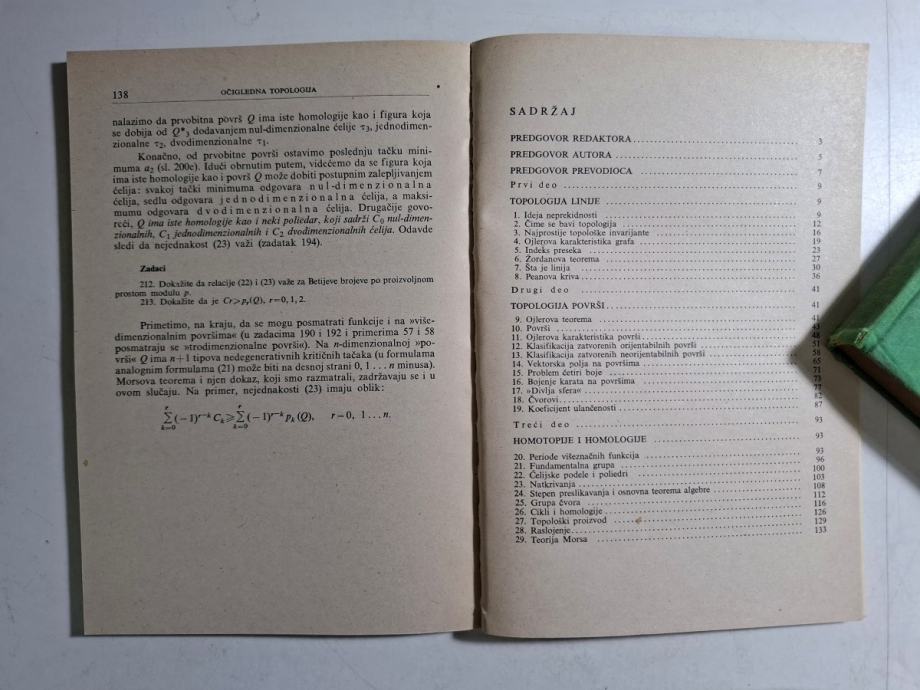 138
OČIGLEDNA TOPOLOGIJA
nalazimo da prvobitna površ Q ima iste homologije kao i figura koja
se dobija od Q*₃ dodavanjem nul-dimenzionalne ćelije τ₃, jednodimen-
zionalne τ₂, dvodimenzionalne τ₁.
Konačno, od prvobitne površi ostavimo poslednju tačku mini-
muma a₂ (sl. 200e). Idući obrnutim putem, videćemo da se figura koja
ima iste homologije kao i površ Q može dobiti postupnim zalepljivanjem
ćelija: svakoj tački minimuma odgovara nul-dimenzionalna
ćelija, sedlu odgovara jednodimenzionalna ćelija, a maksi-
mumu odgovara dvodimenzionalna ćelija. Drugačije govo-
reći, Q ima iste homologije kao i neki poliedar, koji sadrži C₀ nul-dimen-
zionalnih, C₁ jednodimenzionalnih i C₂ dvodimenzionalnih ćelija. Odavde
sledi da nejednakost (23) važi (zadatak 194).
Zadaci
212. Dokažite da relacije (22) i (23) važe za Betijeve brojeve po proizvoljnom
prostom modulu p.
213. Dokažite da je Cr⩾pᵣ(Q), r=0,1,2.
Primetimo, na kraju, da se mogu posmatrati funkcije i na »više-
dimenzionalnim površima« (u zadacima 190 i 192 i primerima 57 i 58
posmatraju se »trodimenzionalne površi«). Na n-dimenzionalnoj »po-
vrši« Q ima n+1 tipova nedegenerativnih kritičnih tačaka (u formulama
analognim formulama (21) može biti na desnoj strani 0, 1...n minusa).
Morsova teorema i njen dokaz, koji smo razmatrali, zadržavaju se i u
ovom slučaju. Na primer, nejednakosti (23) imaju oblik:
∑ₖ₌₀ʳ(−1)ʳ⁻ᵏ Cₖ⩾∑ₖ₌₀ʳ(−1)ʳ⁻ᵏ pₖ(Q), r=0, 1...n.
SADRŽAJ
PREDGOVOR REDAKTORA 3
PREDGOVOR AUTORA 5
PREDGOVOR PREVODIOCA 7
Prvi deo 9
TOPOLOGIJA LINIJE 9
1. Ideja neprekidnosti 9
2. Čime se bavi topologija 12
3. Najprostije topološke invarijante 16
4. Ojlerova karakteristika grafa 19
5. Indeks preseka 23
6. Žordanova teorema 27
7. Šta je linija 30
8. Peanova kriva 36
Drugi deo 41
TOPOLOGIJA POVRŠI 41
9. Ojlerova teorema 41
10. Površi 43
11. Ojlerova karakteristika površi 48
12. Klasifikacija zatvorenih orijentabilnih površi 51
13. Klasifikacija zatvorenih neorijentabilnih površi 58
14. Vektorska polja na površima 65
15. Problem četiri boje 71
16. Bojenje karata na površima 73
17. »Divlja sfera« 77
18. Čvorovi 82
19. Koeficijent ulančenosti 87
Treći deo 93
HOMOTOPIJE I HOMOLOGIJE 93
20. Periode višeznačnih funkcija 93
21. Fundamentalna grupa 96
22. Ćelijske podele i poliedri 100
23. Natkrivanja 103
24. Stepen preslikavanja i osnovna teorema algebre 108
25. Grupa čvora 112
26. Cikli i homologije 116
27. Topološki proizvod 126
28. Raslojenje 129
29. Teorija Morsa 133